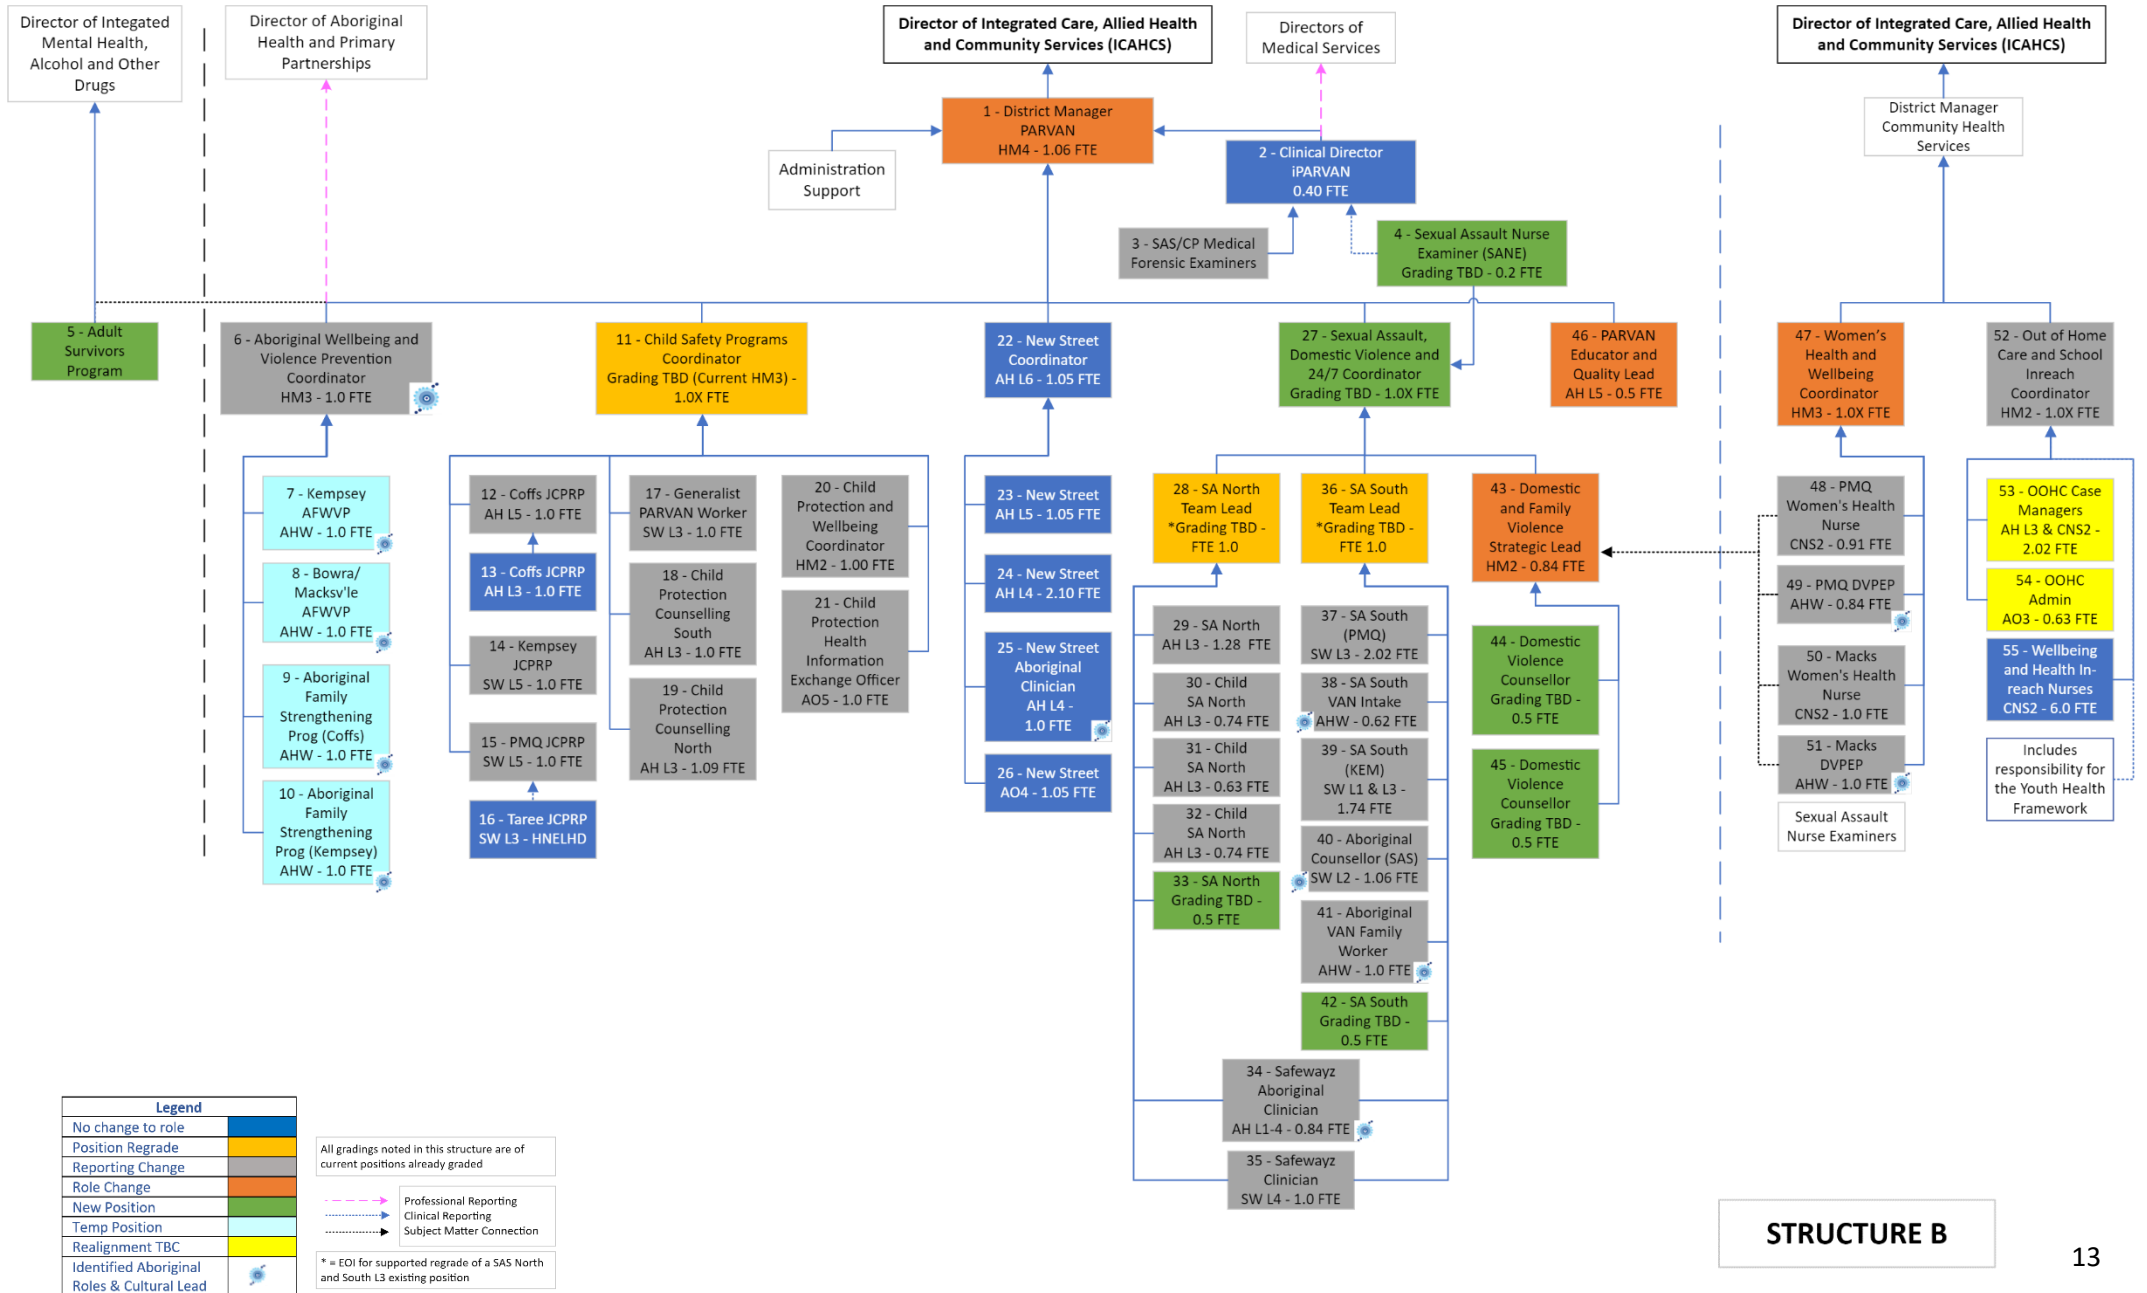 Director of Integated
Mental Health,
Alcohol and Other
Drugs
Director of Aboriginal
Health and Primary
Partnerships
Director of Integrated Care, Allied Health
and Community Services (ICAHCS)
Directors of
Medical Services
Director of Integrated Care, Allied Health
and Community Services (ICAHCS)
1 - District Manager
PARVAN
HM4 - 1.06 FTE
Administration
Support
2 - Clinical Director
iPARVAN
0.40 FTE
District Manager
Community Health
Services
3 - SAS/CP Medical
Forensic Examiners
4 - Sexual Assault Nurse
Examiner (SANE)
Grading TBD - 0.2 FTE
5 - Adult
Survivors
Program
6 - Aboriginal Wellbeing and
Violence Prevention
Coordinator
HM3 - 1.0 FTE
11 - Child Safety Programs
Coordinator
Grading TBD (Current HM3) -
1.0X FTE
22 - New Street
Coordinator
AH L6 - 1.05 FTE
27 - Sexual Assault,
Domestic Violence and
24/7 Coordinator
Grading TBD - 1.0X FTE
46 - PARVAN
Educator and
Quality Lead
AH L5 - 0.5 FTE
47 - Women's
Health and
Wellbeing
Coordinator
HM3 - 1.0X FTE
52 - Out of Home
Care and School
Inreach
Coordinator
HM2 - 1.0X FTE
7 - Kempsey
AFWVP
AHW - 1.0 FTE
8 - Bowra/
Macksv'le
AFWVP
AHW - 1.0 FTE
9 - Aboriginal
Family
Strengthening
Prog (Coffs)
AHW - 1.0 FTE
10 - Aboriginal
Family
Strengthening
Prog (Kempsey)
AHW - 1.0 FTE
12 - Coffs JCPRP
AH L5 - 1.0 FTE
13 - Coffs JCPRP
AH L3 - 1.0 FTE
14 - Kempsey
JCPRP
SW L5 - 1.0 FTE
15 - PMQ JCPRP
SW L5 - 1.0 FTE
16 - Taree JCPRP
SW L3 - HNELHD
17 - Generalist
PARVAN Worker
SW L3 - 1.0 FTE
18 - Child
Protection
Counselling
South
AH L3 - 1.0 FTE
19 - Child
Protection
Counselling
North
AH L3 - 1.09 FTE
20 - Child
Protection and
Wellbeing
Coordinator
HM2 - 1.00 FTE
21 - Child
Protection
Health
Information
Exchange Officer
AO5 - 1.0 FTE
23 - New Street
AH L5 - 1.05 FTE
24 - New Street
AH L4 - 2.10 FTE
25 - New Street
Aboriginal
Clinician
AH L4 -
1.0 FTE
26 - New Street
AO4 - 1.05 FTE
28 - SA North
Team Lead
*Grading TBD -
FTE 1.0
29 - SA North
AH L3 - 1.28 FTE
30 - Child
SA North
AH L3 - 0.74 FTE
31 - Child
SA North
AH L3 - 0.63 FTE
32 - Child
SA North
AH L3 - 0.74 FTE
33 - SA North
Grading TBD -
0.5 FTE
36 - SA South
Team Lead
*Grading TBD -
FTE 1.0
37 - SA South
(PMQ)
SW L3 - 2.02 FTE
38 - SA South
VAN Intake
AHW - 0.62 FTE
39 - SA South
(KEM)
SW L1 & L3 -
1.74 FTE
40 - Aboriginal
Counsellor (SAS)
SW L2 - 1.06 FTE
41 - Aboriginal
VAN Family
Worker
AHW - 1.0 FTE
42 - SA South
Grading TBD -
0.5 FTE
34 - Safewayz
Aboriginal
Clinician
AH L1-4 - 0.84 FTE
35 - Safewayz
Clinician
SW L4 - 1.0 FTE
43 - Domestic
and Family
Violence
Strategic Lead
HM2 - 0.84 FTE
44 - Domestic
Violence
Counsellor
Grading TBD -
0.5 FTE
45 - Domestic
Violence
Counsellor
Grading TBD -
0.5 FTE
48 - PMQ
Women's Health
Nurse
CNS2 - 0.91 FTE
49 - PMQ DVPEP
AHW - 0.84 FTE
50 - Macks
Women's Health
Nurse
CNS2 - 1.0 FTE
51 - Macks
DVPEP
AHW - 1.0 FTE
Sexual Assault
Nurse Examiners
53 - OOHC Case
Managers
AH L3 & CNS2 -
2.02 FTE
54 - OOHC
Admin
AO3 - 0.63 FTE
55 - Wellbeing
and Health In-
reach Nurses
CNS2 - 6.0 FTE
Includes
responsibility for
the Youth Health
Framework
Legend
No change to role
Position Regrade
Reporting Change
Role Change
New Position
Temp Position
Realignment TBC
Identified Aboriginal
Roles & Cultural Lead
All gradings noted in this structure are of
current positions already graded
Professional Reporting
Clinical Reporting
Subject Matter Connection
* = EOI for supported regrade of a SAS North
and South L3 existing position
STRUCTURE B
13